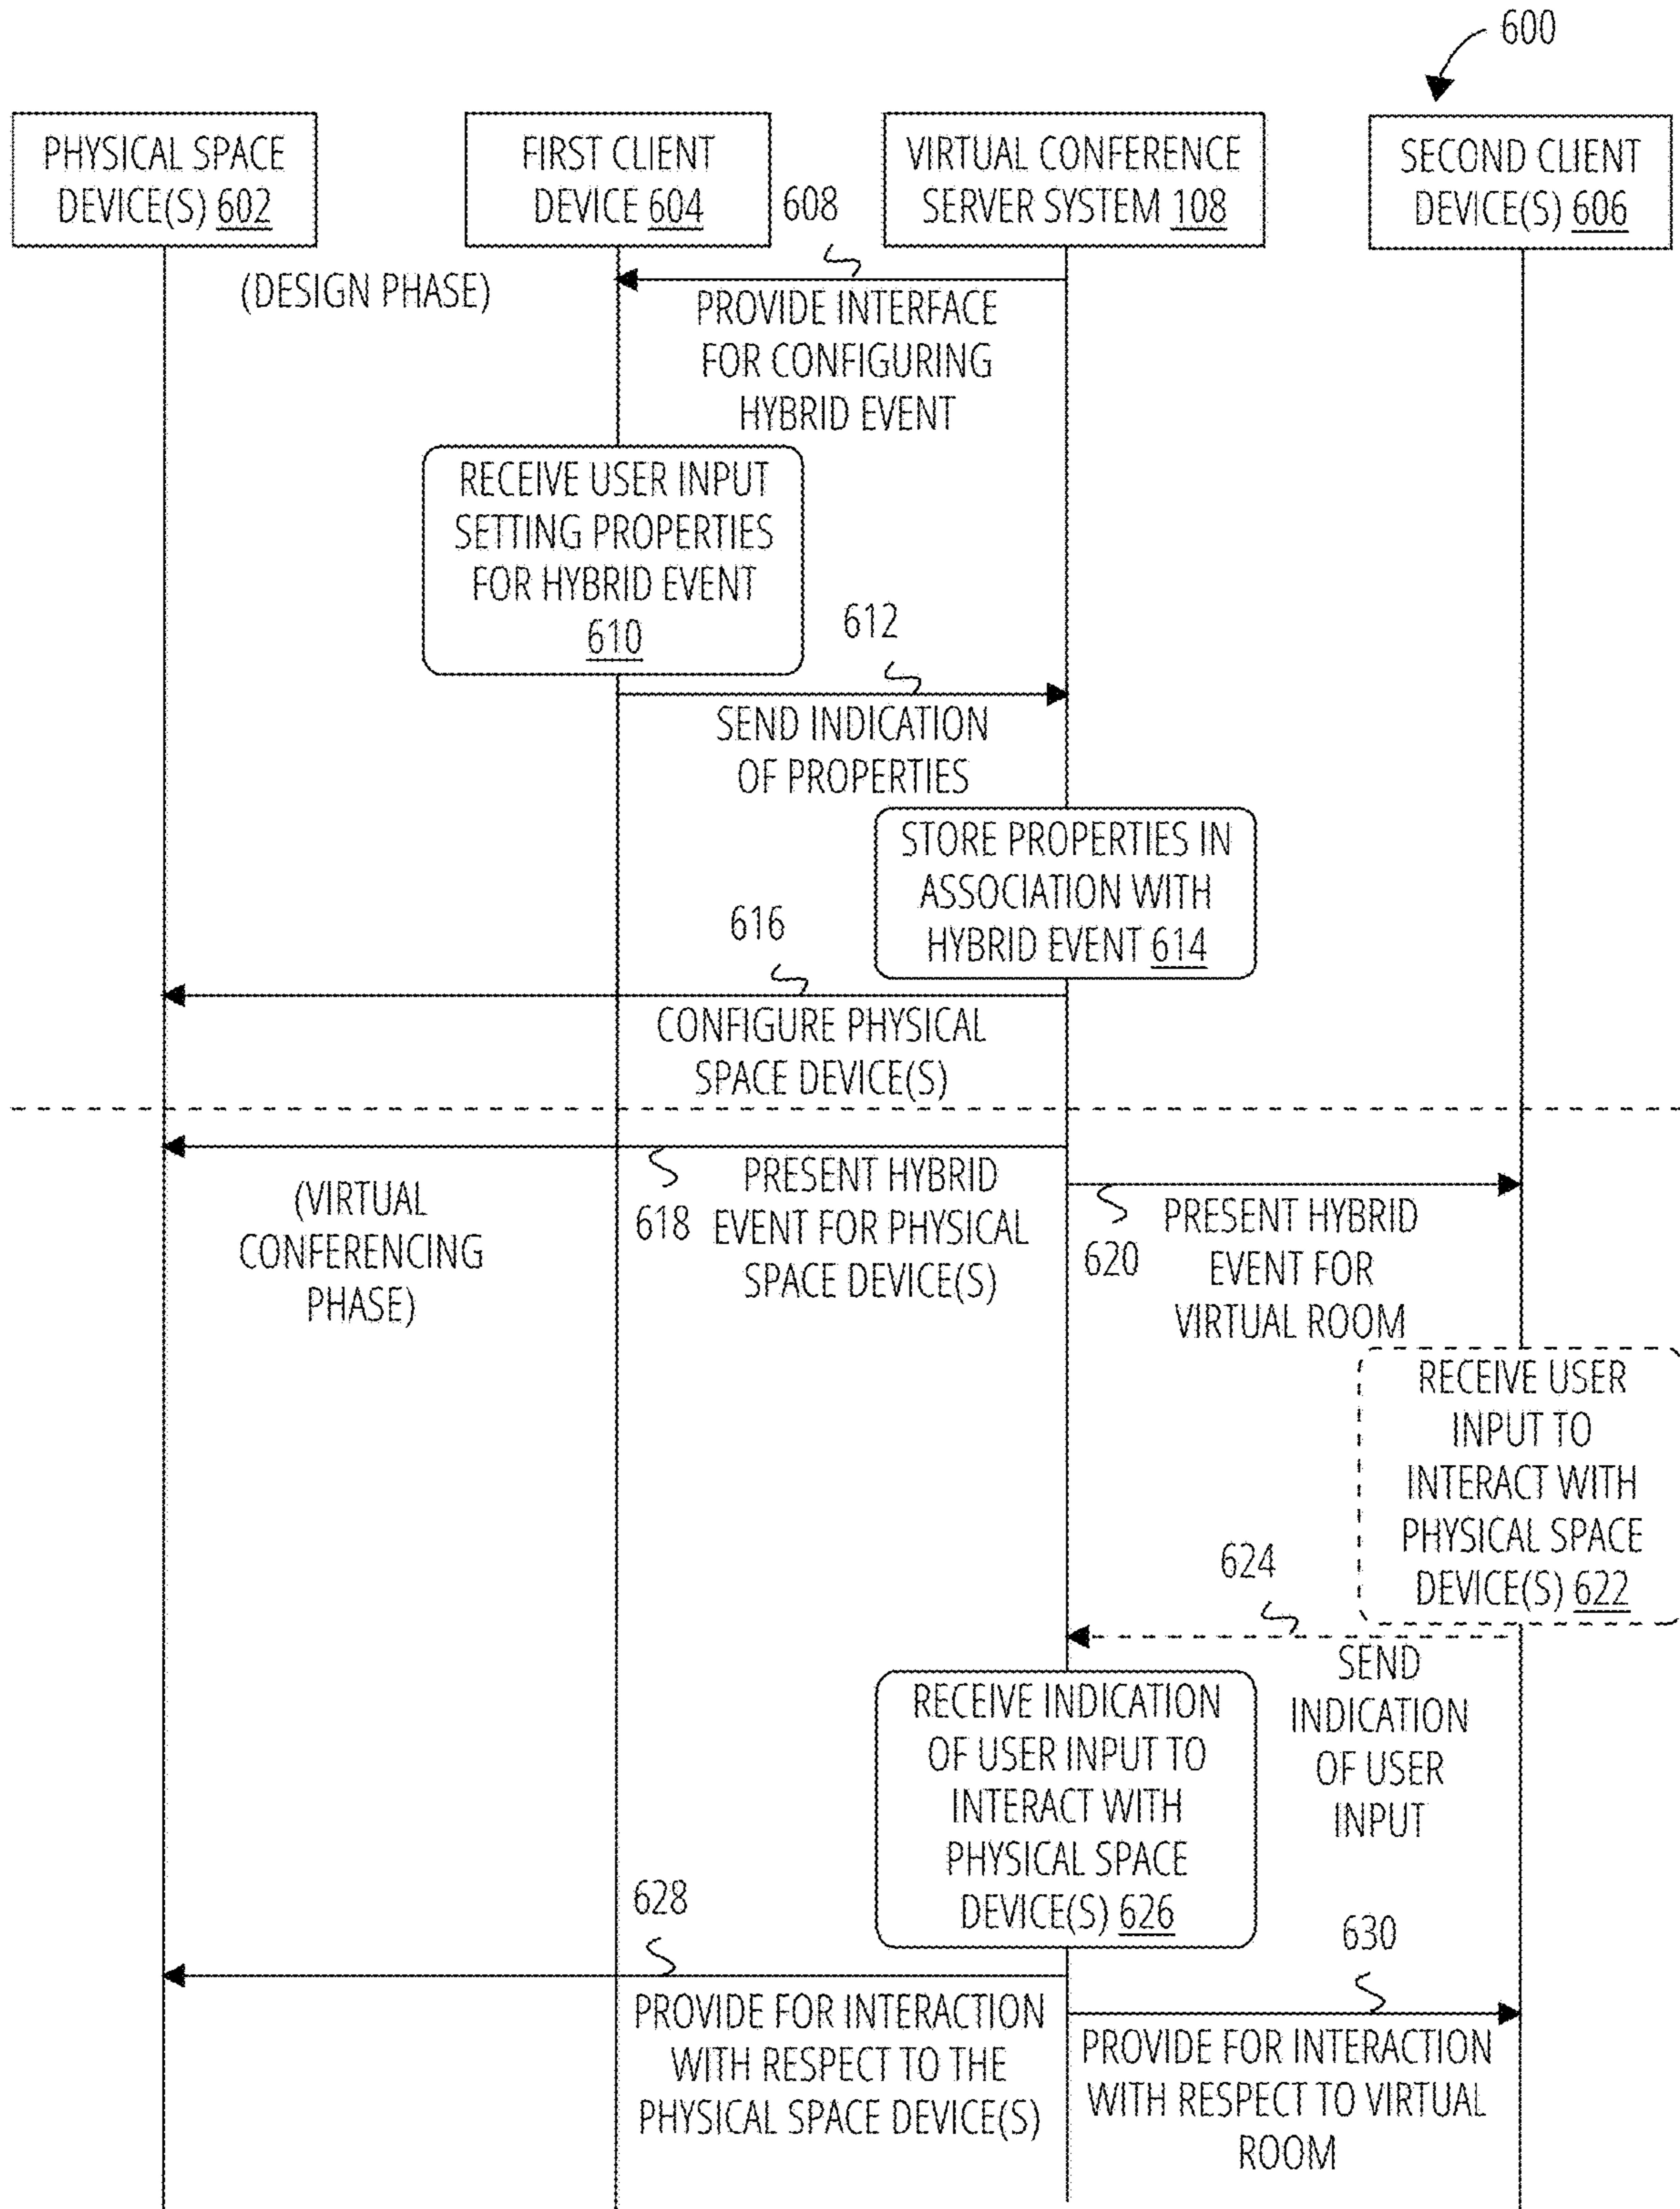 600
PHYSICAL SPACE
DEVICE(S) 602
FIRST CLIENT
DEVICE 604
VIRTUAL CONFERENCE
SERVER SYSTEM 108
SECOND CLIENT
DEVICE(S) 606
608
(DESIGN PHASE)
PROVIDE INTERFACE
FOR CONFIGURING
HYBRID EVENT
RECEIVE USER INPUT
SETTING PROPERTIES
FOR HYBRID EVENT
610
612
SEND INDICATION
OF PROPERTIES
STORE PROPERTIES IN
ASSOCIATION WITH
HYBRID EVENT 614
616
CONFIGURE PHYSICAL
SPACE DEVICE(S)
(VIRTUAL
CONFERENCING
PHASE)
618
PRESENT HYBRID
EVENT FOR PHYSICAL
SPACE DEVICE(S)
620
PRESENT HYBRID
EVENT FOR
VIRTUAL ROOM
RECEIVE USER
INPUT TO
INTERACT WITH
PHYSICAL SPACE
DEVICE(S) 622
624
SEND
INDICATION
OF USER
INPUT
RECEIVE INDICATION
OF USER INPUT TO
INTERACT WITH
PHYSICAL SPACE
DEVICE(S) 626
628
PROVIDE FOR INTERACTION
WITH RESPECT TO THE
PHYSICAL SPACE DEVICE(S)
630
PROVIDE FOR INTERACTION
WITH RESPECT TO VIRTUAL
ROOM